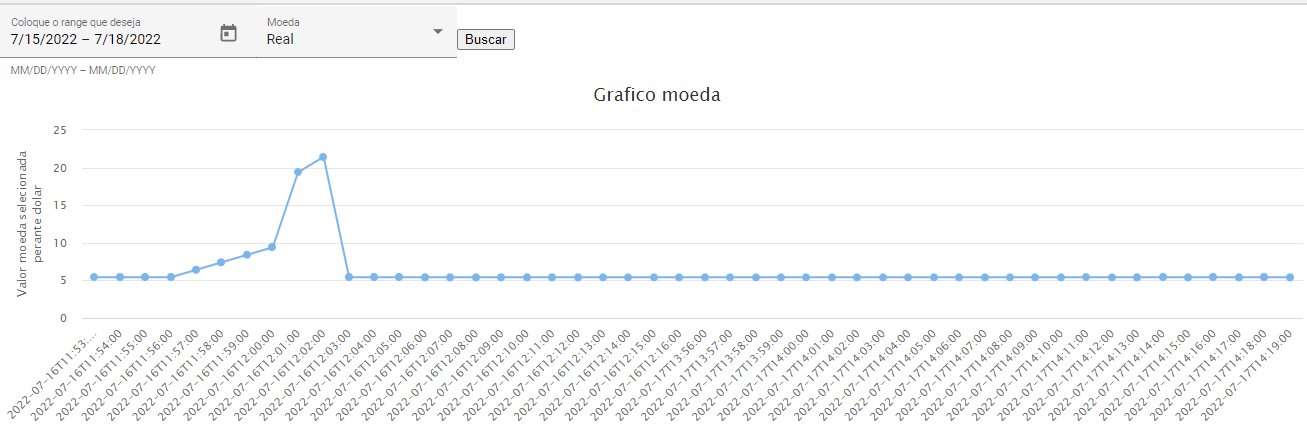 Coloque o range que deseja
7/15/2022 – 7/18/2022
Moeda
Real
Buscar
MM/DD/YYYY – MM/DD/YYYY
Grafico moeda
Valor moeda selecionada
perante dolar
25
20
15
10
5
0
2022-07-16T11:53:...
2022-07-16T11:54:00
2022-07-16T11:55:00
2022-07-16T11:56:00
2022-07-16T11:57:00
2022-07-16T11:58:00
2022-07-16T11:59:00
2022-07-16T12:00:00
2022-07-16T12:01:00
2022-07-16T12:02:00
2022-07-16T12:03:00
2022-07-16T12:04:00
2022-07-16T12:05:00
2022-07-16T12:06:00
2022-07-16T12:07:00
2022-07-16T12:08:00
2022-07-16T12:09:00
2022-07-16T12:10:00
2022-07-16T12:11:00
2022-07-16T12:12:00
2022-07-16T12:13:00
2022-07-16T12:14:00
2022-07-16T12:15:00
2022-07-16T12:16:00
2022-07-17T13:56:00
2022-07-17T13:57:00
2022-07-17T13:58:00
2022-07-17T13:59:00
2022-07-17T14:00:00
2022-07-17T14:01:00
2022-07-17T14:02:00
2022-07-17T14:03:00
2022-07-17T14:04:00
2022-07-17T14:05:00
2022-07-17T14:06:00
2022-07-17T14:07:00
2022-07-17T14:08:00
2022-07-17T14:09:00
2022-07-17T14:10:00
2022-07-17T14:11:00
2022-07-17T14:12:00
2022-07-17T14:13:00
2022-07-17T14:14:00
2022-07-17T14:15:00
2022-07-17T14:16:00
2022-07-17T14:17:00
2022-07-17T14:18:00
2022-07-17T14:19:00